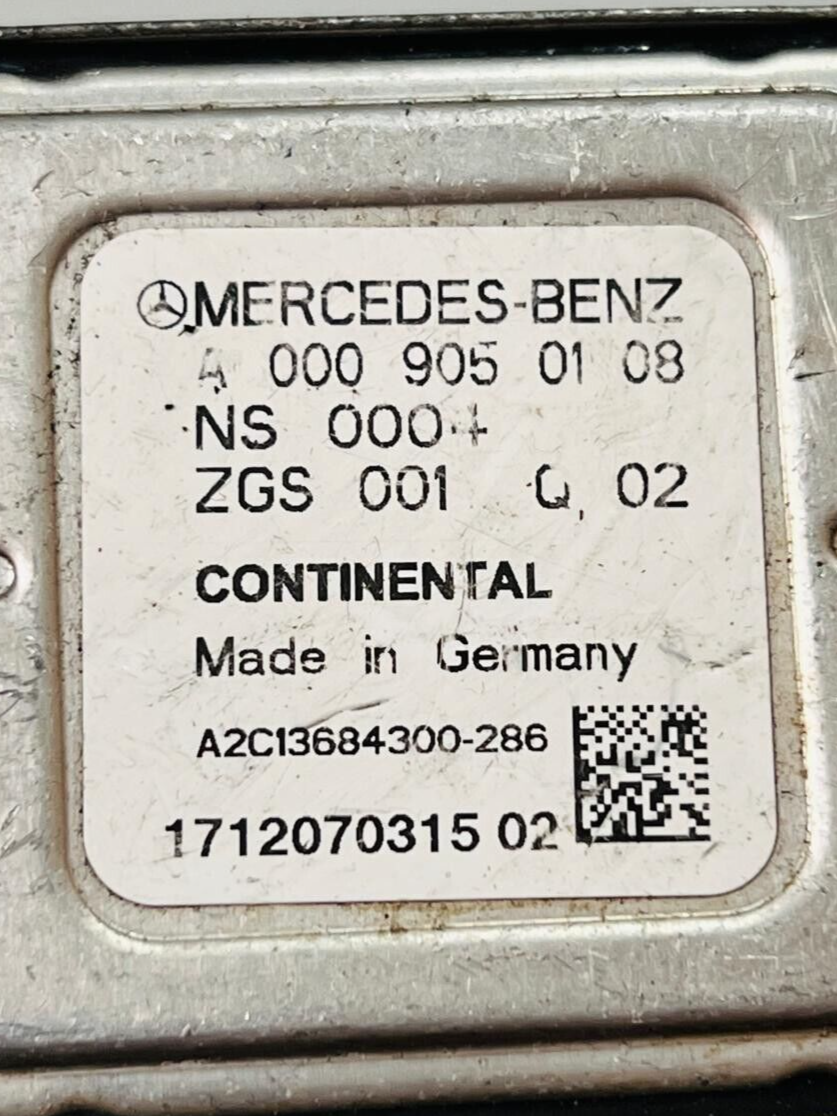 MERCEDES-BENZ
A 000 905 01 08
NS 0004
ZGS 001 Q 02
CONTINENTAL
Made in Germany
A2C13684300-286
1712070315 02